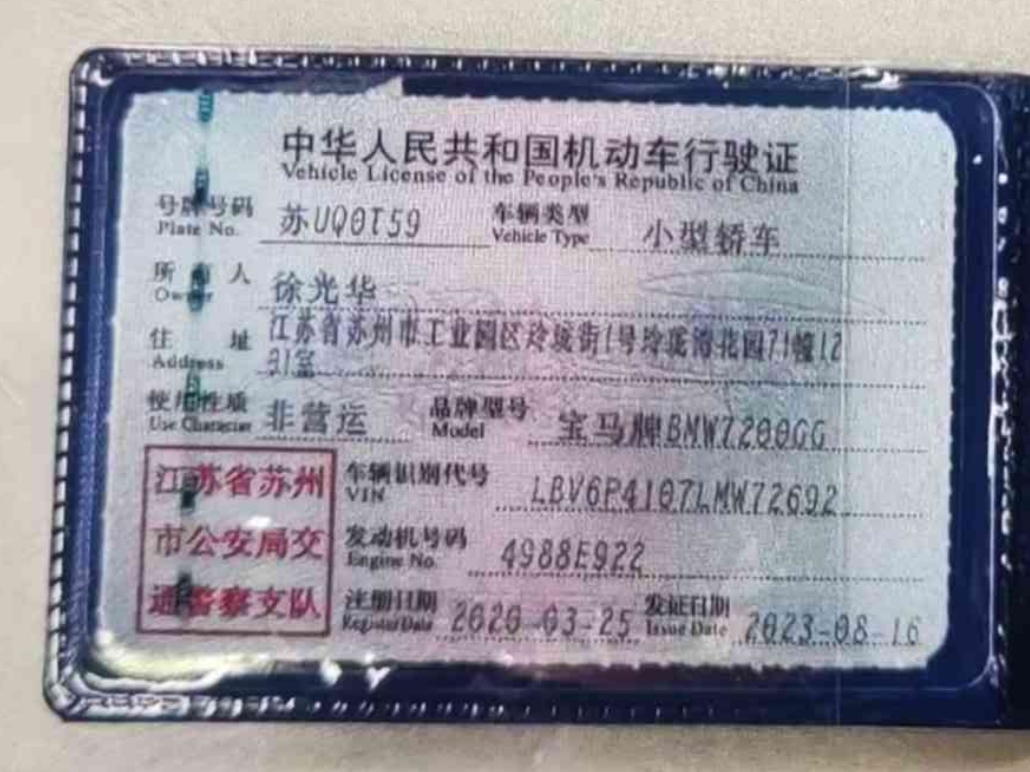 中华人民共和国机动车行驶证
Vehicle License of the People's Republic of China
号牌号码 苏UQ0T59 车辆类型 小型轿车
Plate No. Vehicle Type
所有人 徐光华
Owner
住址 江苏省苏州市工业园区玲珑街1号玲珑湾花园71幢12
Address 21室
使用性质 非营运 品牌型号 宝马牌BMW7200GG
Use Character Model
江苏省苏州 车辆识别代号 LBV6P4107LMW72692
VIN
市公安局交 发动机号码 4988E922
Engine No.
通警察支队 注册日期 2020-03-25 发证日期 2023-08-16
Register Date Issue Date